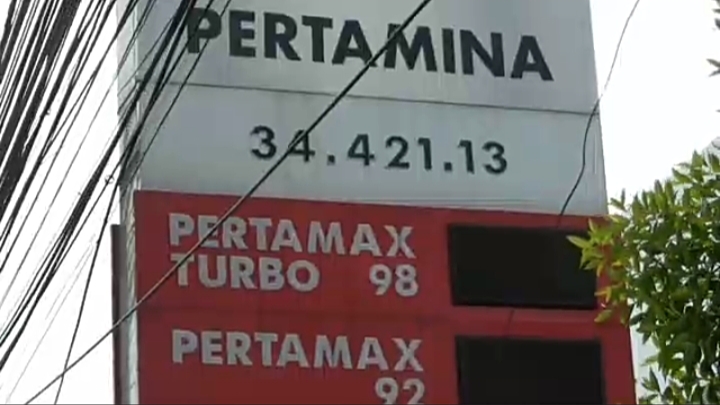 PERTAMINA
34.421.13
PERTAMAX
TURBO 98
PERTAMAX
92